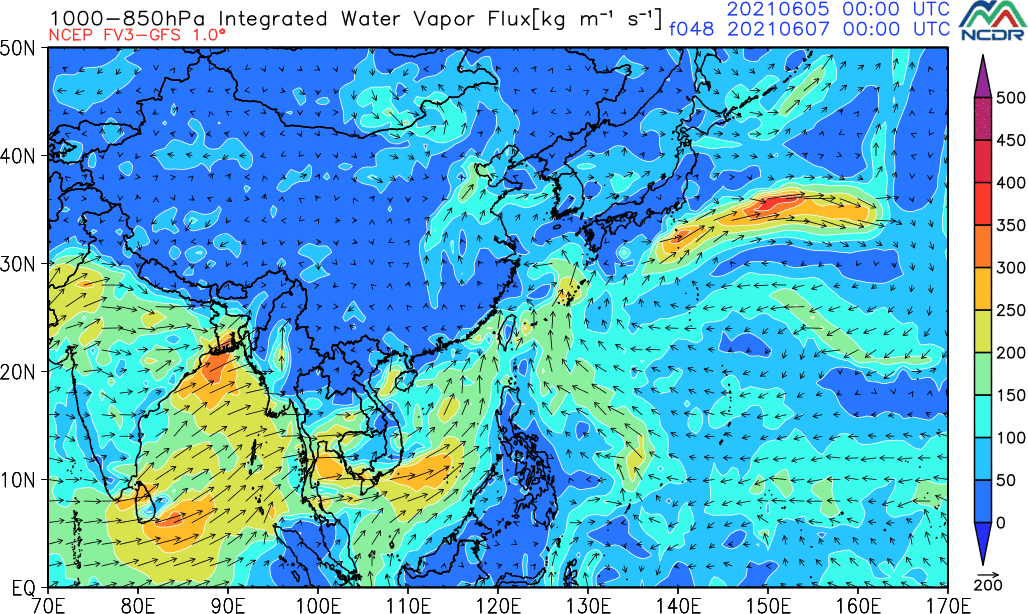 1000-850hPa Integrated Water Vapor Flux[kg m⁻¹ s⁻¹]
20210605 00:00 UTC
NCEP FV3-GFS 1.0°
f048 20210607 00:00 UTC
NCDR
50N
40N
30N
20N
10N
EQ
70E
80E
90E
100E
110E
120E
130E
140E
150E
160E
170E
500
450
400
350
300
250
200
150
100
50
0
200